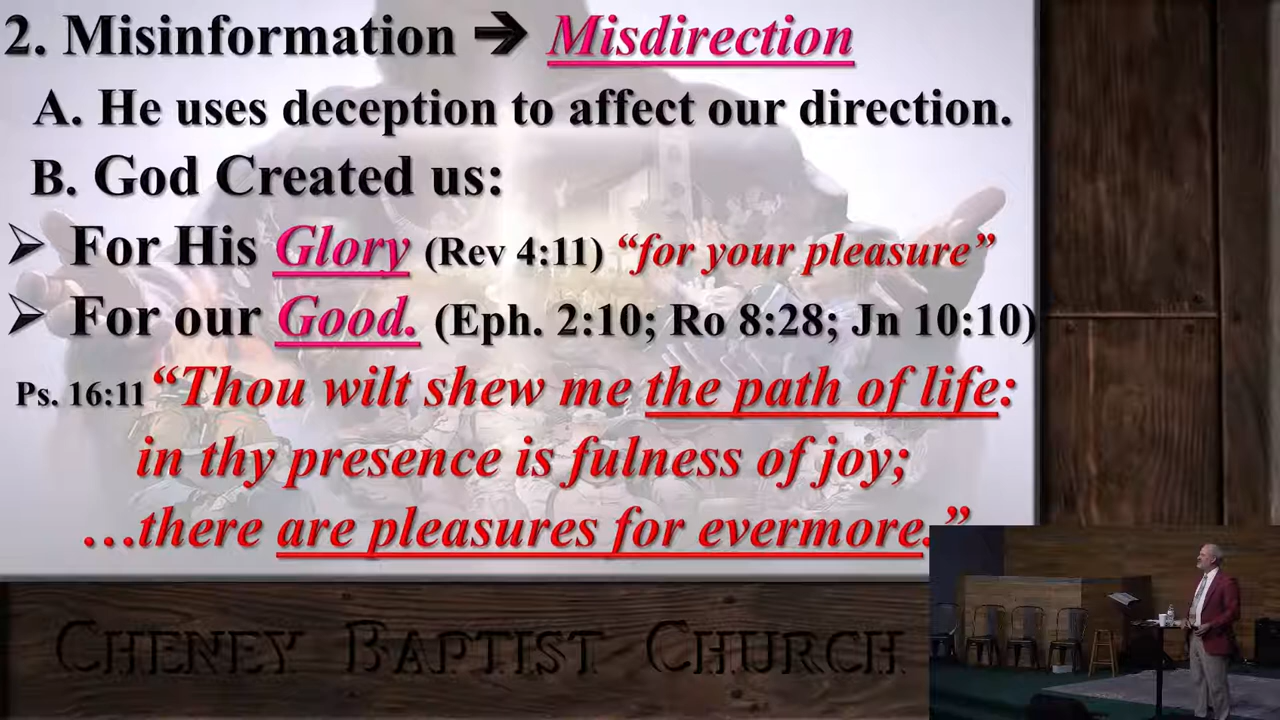 2. Misinformation ➔ Misdirection
A. He uses deception to affect our direction.
B. God Created us:
➢ For His Glory (Rev 4:11) “for your pleasure”
➢ For our Good. (Eph. 2:10; Ro 8:28; Jn 10:10)
Ps. 16:11 “Thou wilt shew me the path of life:
in thy presence is fulness of joy;
…there are pleasures for evermore.”
CHENEY BAPTIST CHURCH